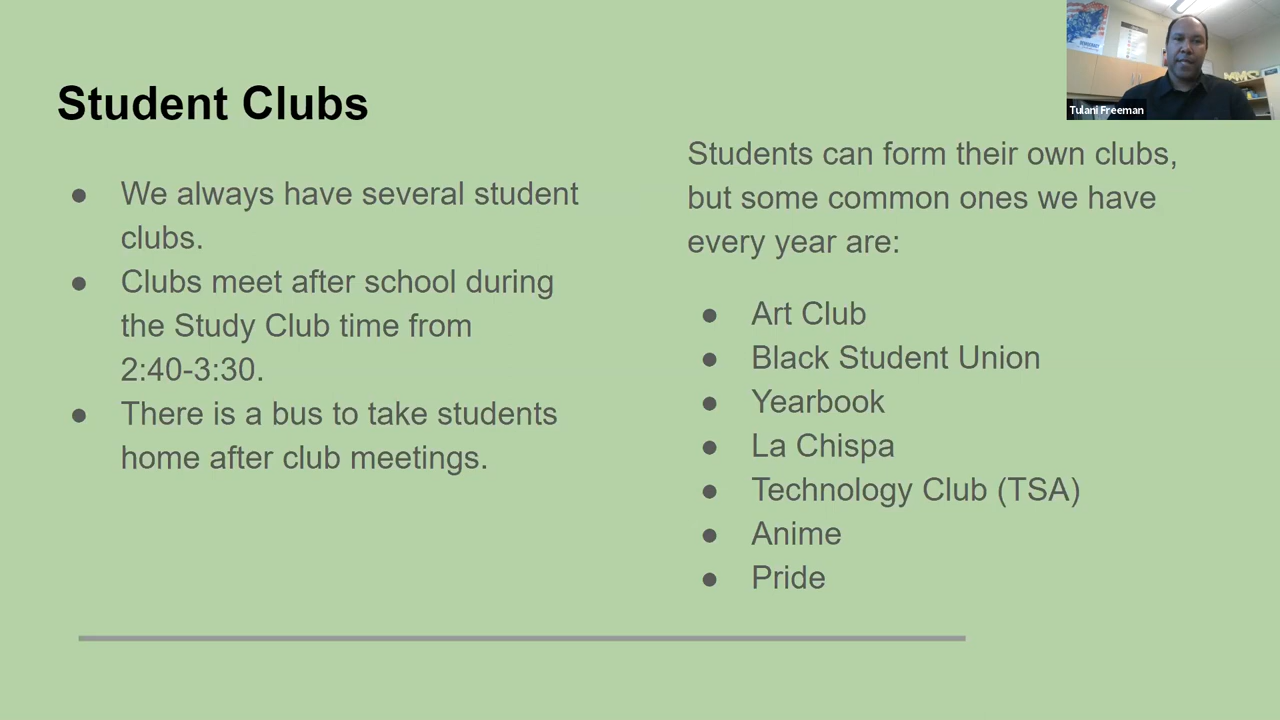 Student Clubs
● We always have several student
clubs.
● Clubs meet after school during
the Study Club time from
2:40-3:30.
● There is a bus to take students
home after club meetings.
Students can form their own clubs,
but some common ones we have
every year are:
● Art Club
● Black Student Union
● Yearbook
● La Chispa
● Technology Club (TSA)
● Anime
● Pride
DEMOCRACY
MMS
Tulani Freeman